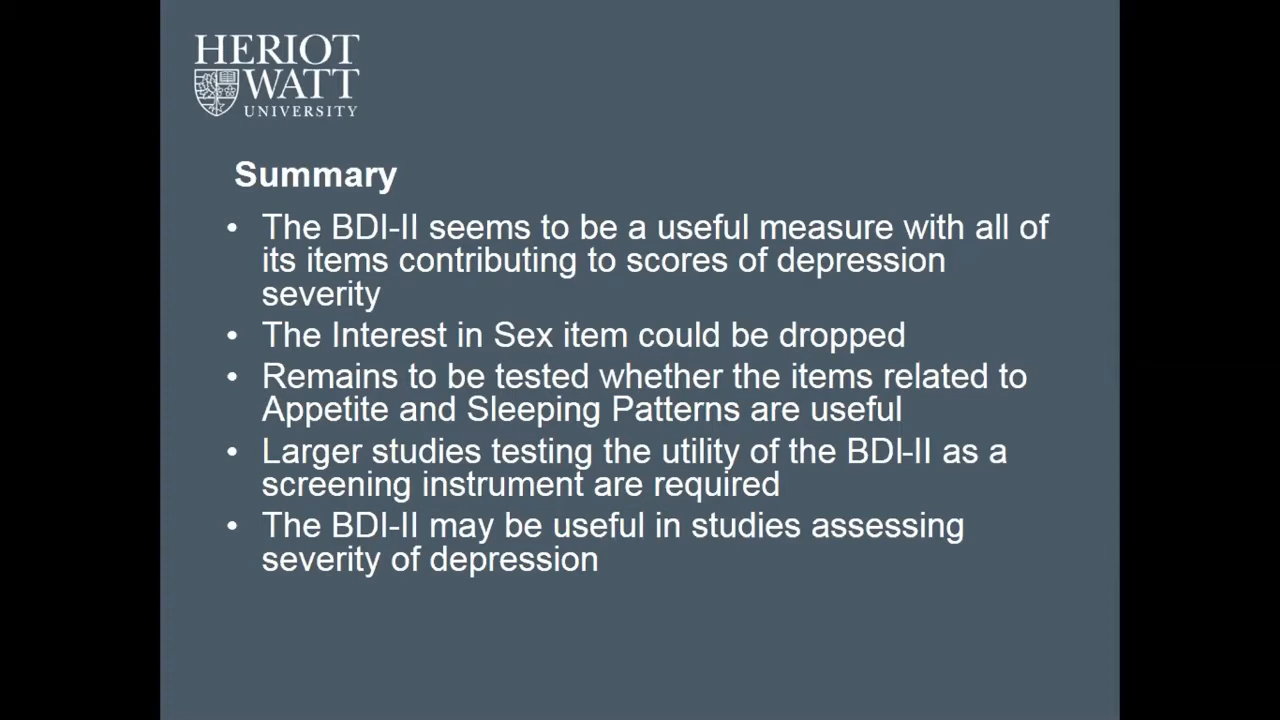 HERIOT
WATT
UNIVERSITY
Summary
• The BDI-II seems to be a useful measure with all of
its items contributing to scores of depression
severity
• The Interest in Sex item could be dropped
• Remains to be tested whether the items related to
Appetite and Sleeping Patterns are useful
• Larger studies testing the utility of the BDI-II as a
screening instrument are required
• The BDI-II may be useful in studies assessing
severity of depression